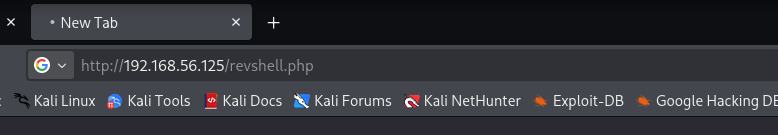 New Tab
http://192.168.56.125/revshell.php
Kali Linux Kali Tools Kali Docs Kali Forums Kali NetHunter Exploit-DB Google Hacking DE